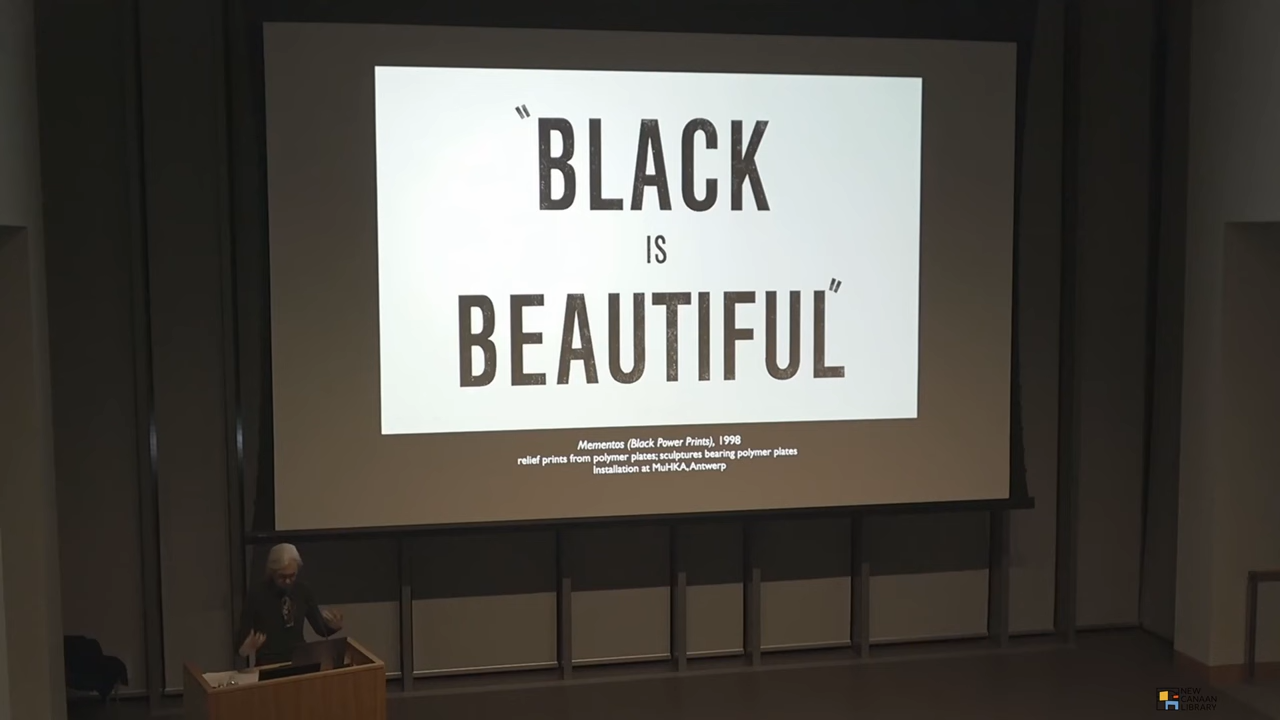 "BLACK
IS
BEAUTIFUL"
Mementos (Black Power Prints), 1998
relief prints from polymer plates; sculptures bearing polymer plates
Installation at MuHKA, Antwerp
NEW
CANAAN
LIBRARY